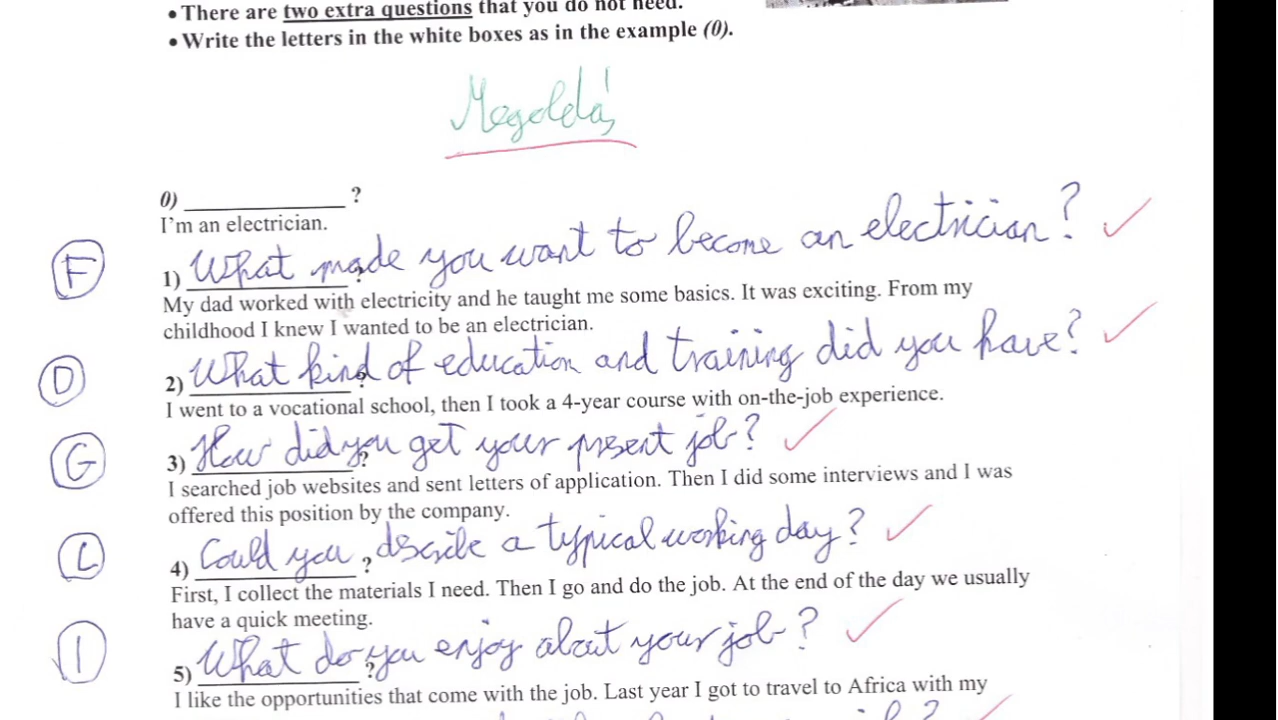 • There are two extra questions that you do not need.
• Write the letters in the white boxes as in the example (0).
Megoldás
0) ________________ ?
I'm an electrician.
F 1) What made you want to become an electrician? ✓
?
My dad worked with electricity and he taught me some basics. It was exciting. From my
childhood I knew I wanted to be an electrician.
D 2) What kind of education and training did you have? ✓
?
I went to a vocational school, then I took a 4-year course with on-the-job experience.
G 3) How did you get your present job? ✓
?
I searched job websites and sent letters of application. Then I did some interviews and I was
offered this position by the company.
C 4) Could you describe a typical working day? ✓
?
First, I collect the materials I need. Then I go and do the job. At the end of the day we usually
have a quick meeting.
I 5) What do you enjoy about your job? ✓
?
I like the opportunities that come with the job. Last year I got to travel to Africa with my